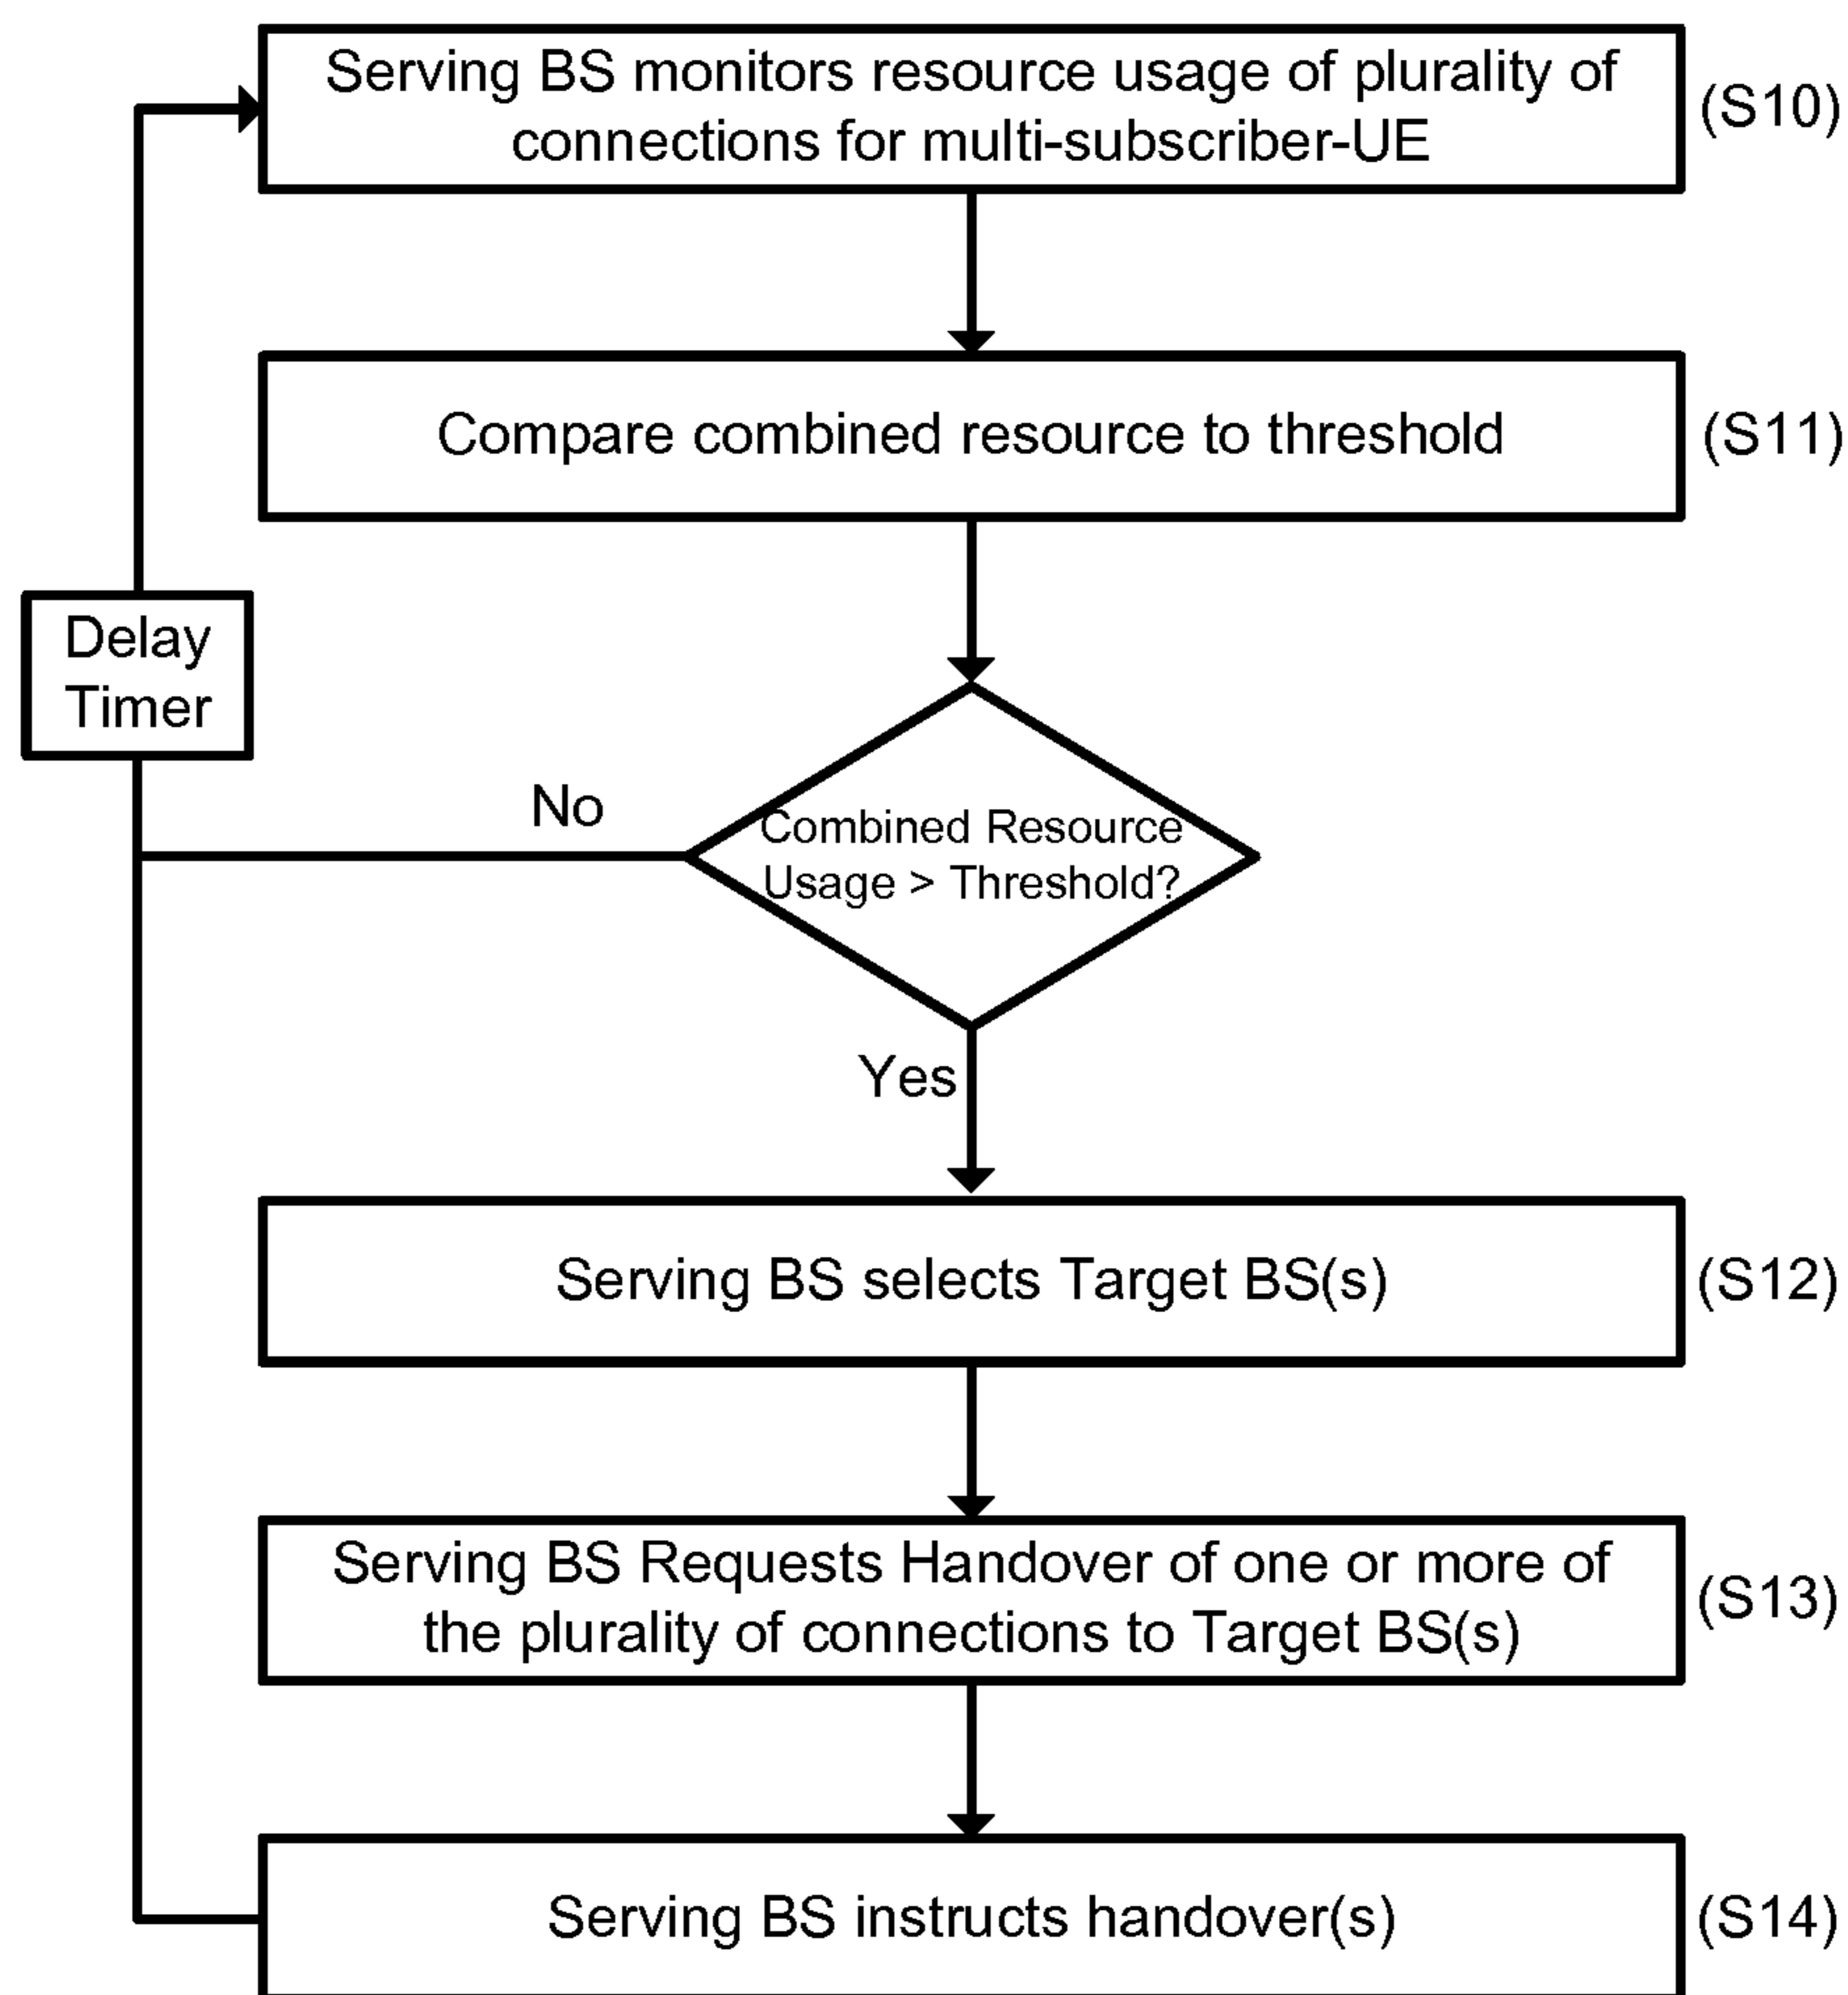 Serving BS monitors resource usage of plurality of
connections for multi-subscriber-UE
(S10)
Compare combined resource to threshold
(S11)
Delay
Timer
No
Combined Resource
Usage > Threshold?
Yes
Serving BS selects Target BS(s)
(S12)
Serving BS Requests Handover of one or more of
the plurality of connections to Target BS(s)
(S13)
Serving BS instructs handover(s)
(S14)